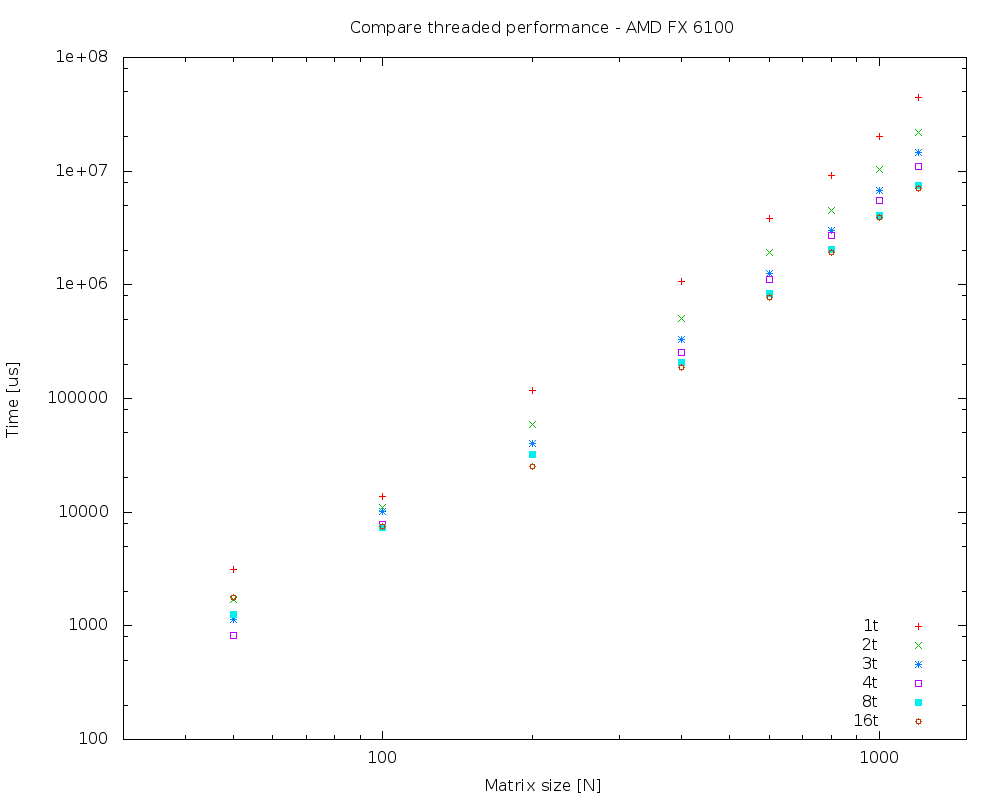 Compare threaded performance - AMD FX 6100
1e+08
1e+07
1e+06
100000
10000
1000
100
Time [us]
1t
2t
3t
4t
8t
16t
100
1000
Matrix size [N]